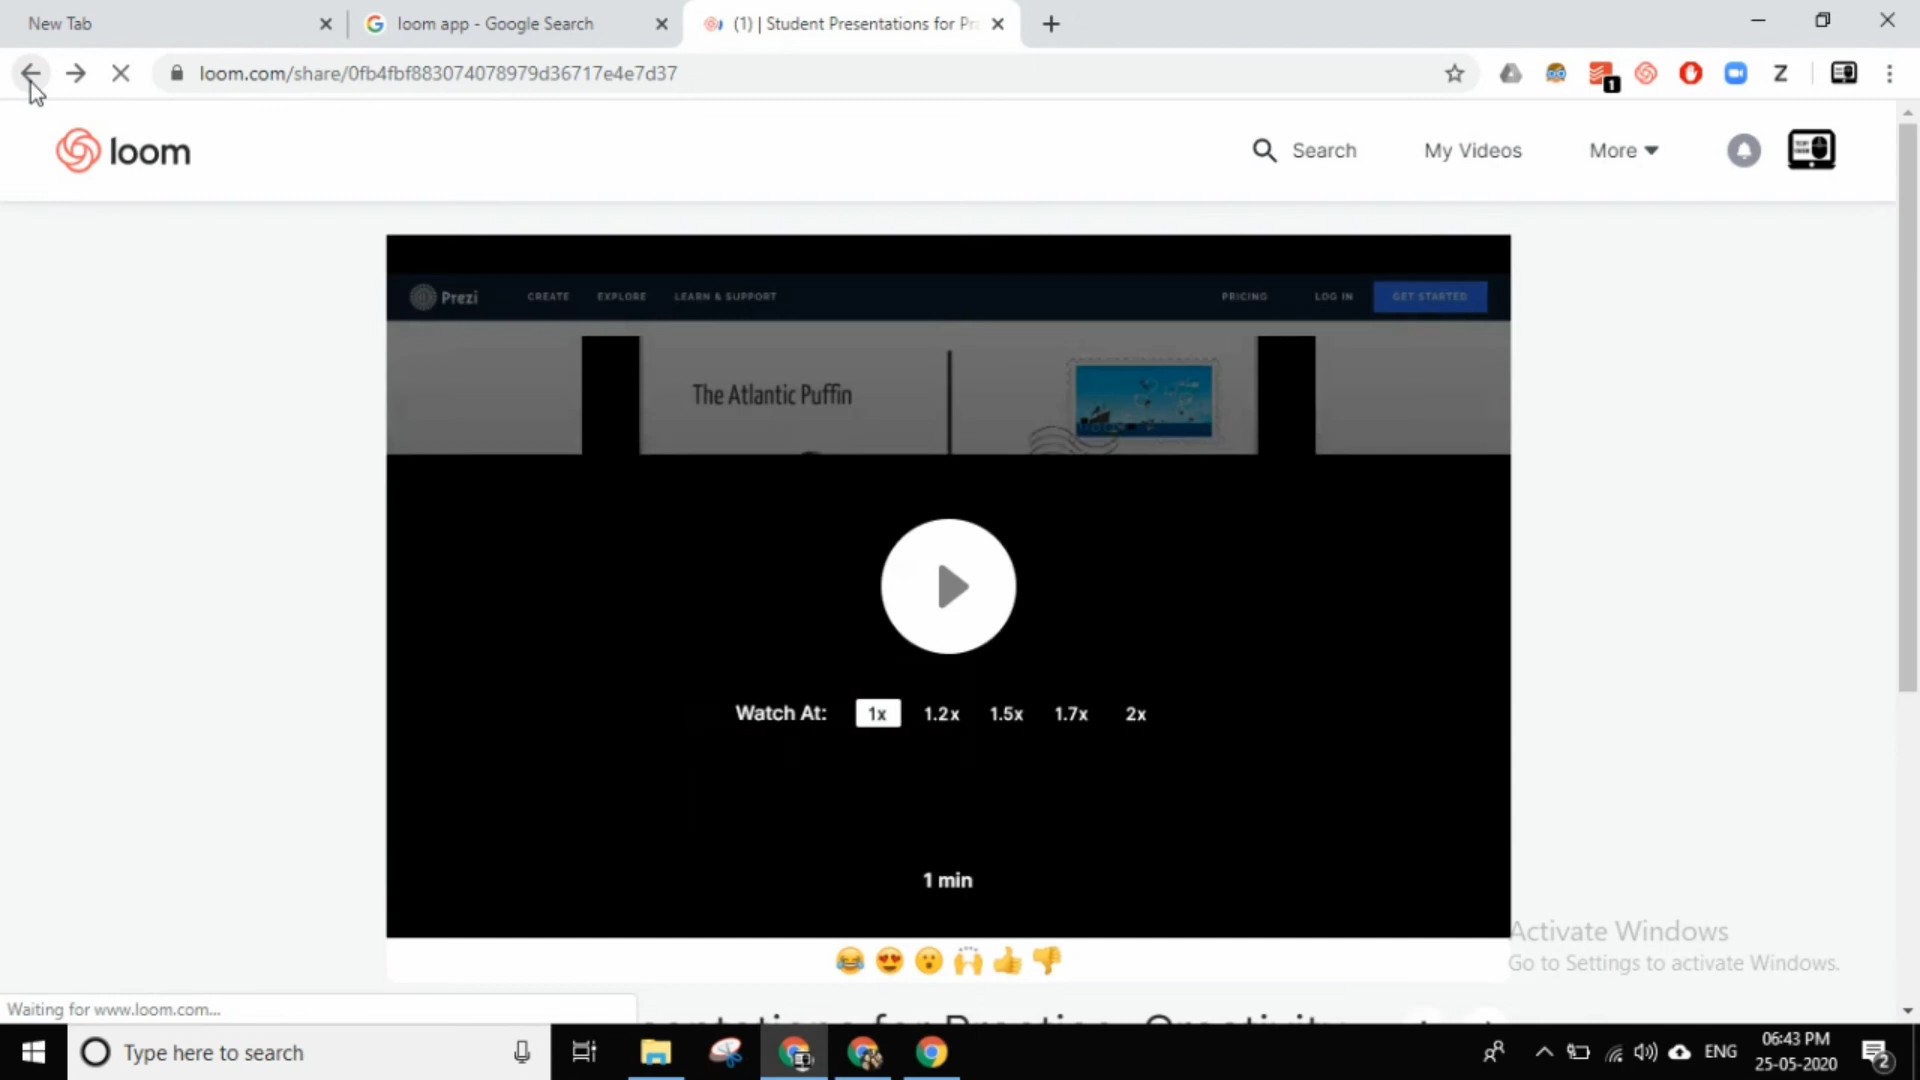 New Tab
loom app - Google Search
(1) | Student Presentations for Pra
loom.com/share/0fb4fbf883074078979d36717e4e7d37
1
Z
loom
Search
My Videos
More
Prezi
CREATE
EXPLORE
LEARN & SUPPORT
PRICING
LOG IN
GET STARTED
The Atlantic Puffin
Watch At:
1x
1.2x
1.5x
1.7x
2x
1 min
Activate Windows
Go to Settings to activate Windows.
Waiting for www.loom.com...
Type here to search
ENG
06:43 PM
25-05-2020
2